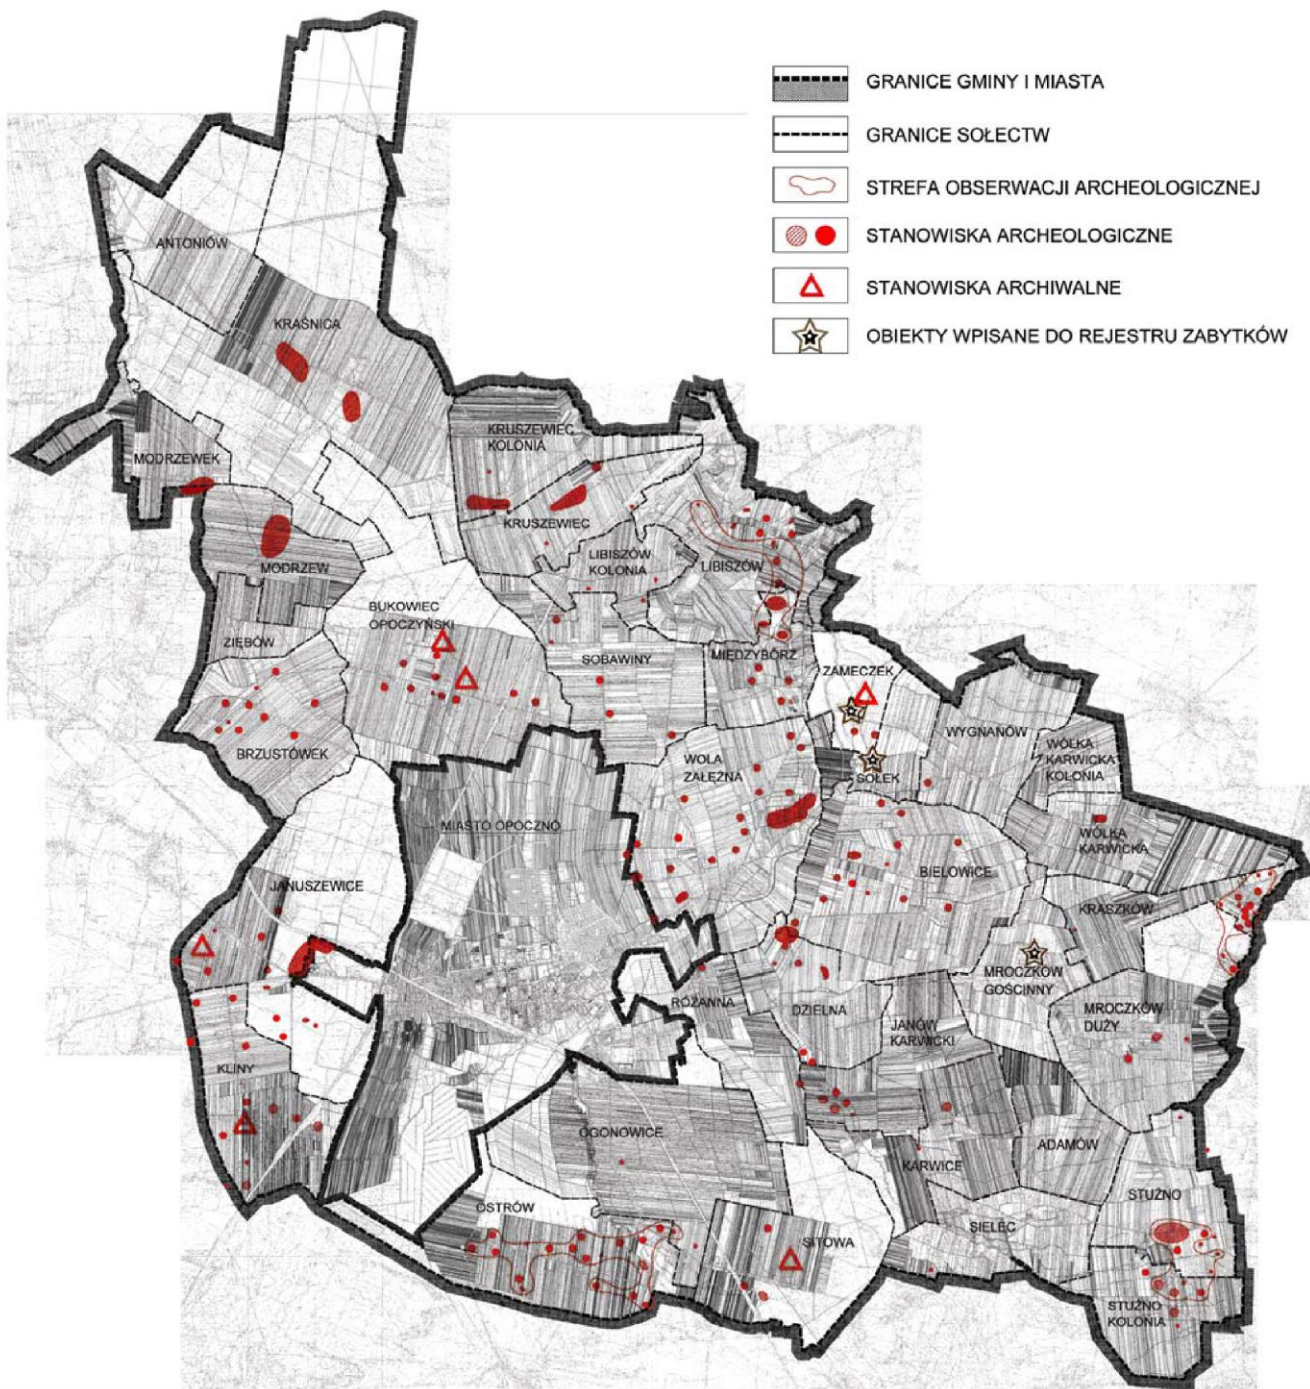 GRANICE GMINY I MIASTA
GRANICE SOŁECTW
STREFA OBSERWACJI ARCHEOLOGICZNEJ
STANOWISKA ARCHEOLOGICZNE
STANOWISKA ARCHIWALNE
OBIEKTY WPISANE DO REJESTRU ZABYTKÓW
ANTONIÓW
KRAŚNICA
KRUSZEWIEC
KOLONIA
MODRZEWEK
KRUSZEWIEC
LIBISZÓW
KOLONIA
LIBISZÓW
MODRZEW
BUKOWIEC
OPOCZYŃSKI
ZIĘBÓW
SOBAWINY
MIĘDZYBÓRZ
ZAMECZEK
BRZUSTÓWEK
WOLA
ZAŁĘŻNA
SOŁEK
WYGNANÓW
WÓLKA
KARWICKA
KOLONIA
MIASTO OPOCZNO
WÓLKA
KARWICKA
JANUSZEWICE
BIELOWICE
KRASZKÓW
MROCZKÓW
GOŚCINNY
RÓŻANNA
DZIELNA
JANÓW
KARWICKI
MROCZKÓW
DUŻY
KLINY
OGONOWICE
ADAMÓW
KARWICE
STUŻNO
OSTRÓW
SIELEC
SITOWA
STUŻNO
KOLONIA